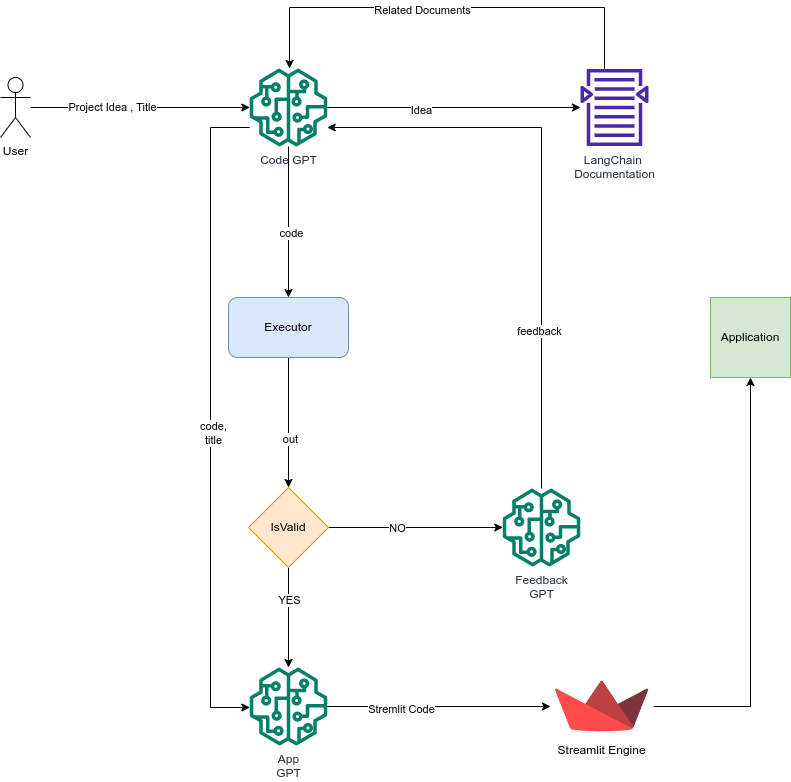 Related Documents
Project Idea , Title
Idea
User
Code GPT
LangChain
Documentation
code
Executor
feedback
Application
code,
title
out
IsValid
NO
Feedback
GPT
YES
Stremlit Code
Streamlit Engine
App
GPT